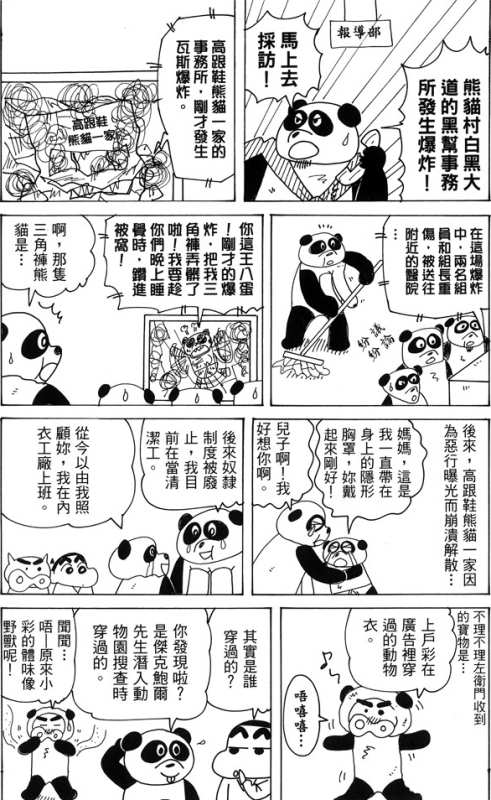 報導部
熊貓村白黑大
道的黑幫事務
所發生爆炸！
馬上去
採訪！
高跟鞋熊貓一家的
事務所，剛才發生
瓦斯爆炸。
高跟鞋
熊貓一家
在這場爆炸
中，兩名組
員和組長重
傷，被送往
附近的醫院
議論
紛紛
你這王八蛋
！剛才的爆
炸，把我三
角褲弄髒了
啦！我要趁
你們晚上睡
覺時，鑽進
被窩！
啊，那隻
三角褲熊
貓是…
後來，高跟鞋熊貓一家因
為惡行曝光而崩潰解散…。
媽媽，這是
我一直帶在
身上的隱形
胸罩，妳戴
起來剛好！
兒子啊！我
好想你啊。
後來奴隸
制度被廢
止，我目
前在當清
潔工。
從今以由我照
顧妳，我在內
衣工廠上班。
不理不理左衛門收到
的寶物是…
上戶彩在
廣告裡穿
過的動物
衣。
唔嘻嘻…
其實是誰
穿過的？
你發現啦？
是傑克鮑爾
先生潛入動
物園搜查時
穿過的。
聞聞…
唔—原來小
彩的體味像
野獸呢！